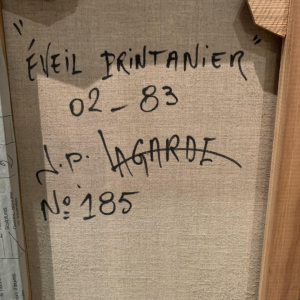 "ÉVEIL PRINTANIER"
02-83
J.P. LAGARDE
No 185